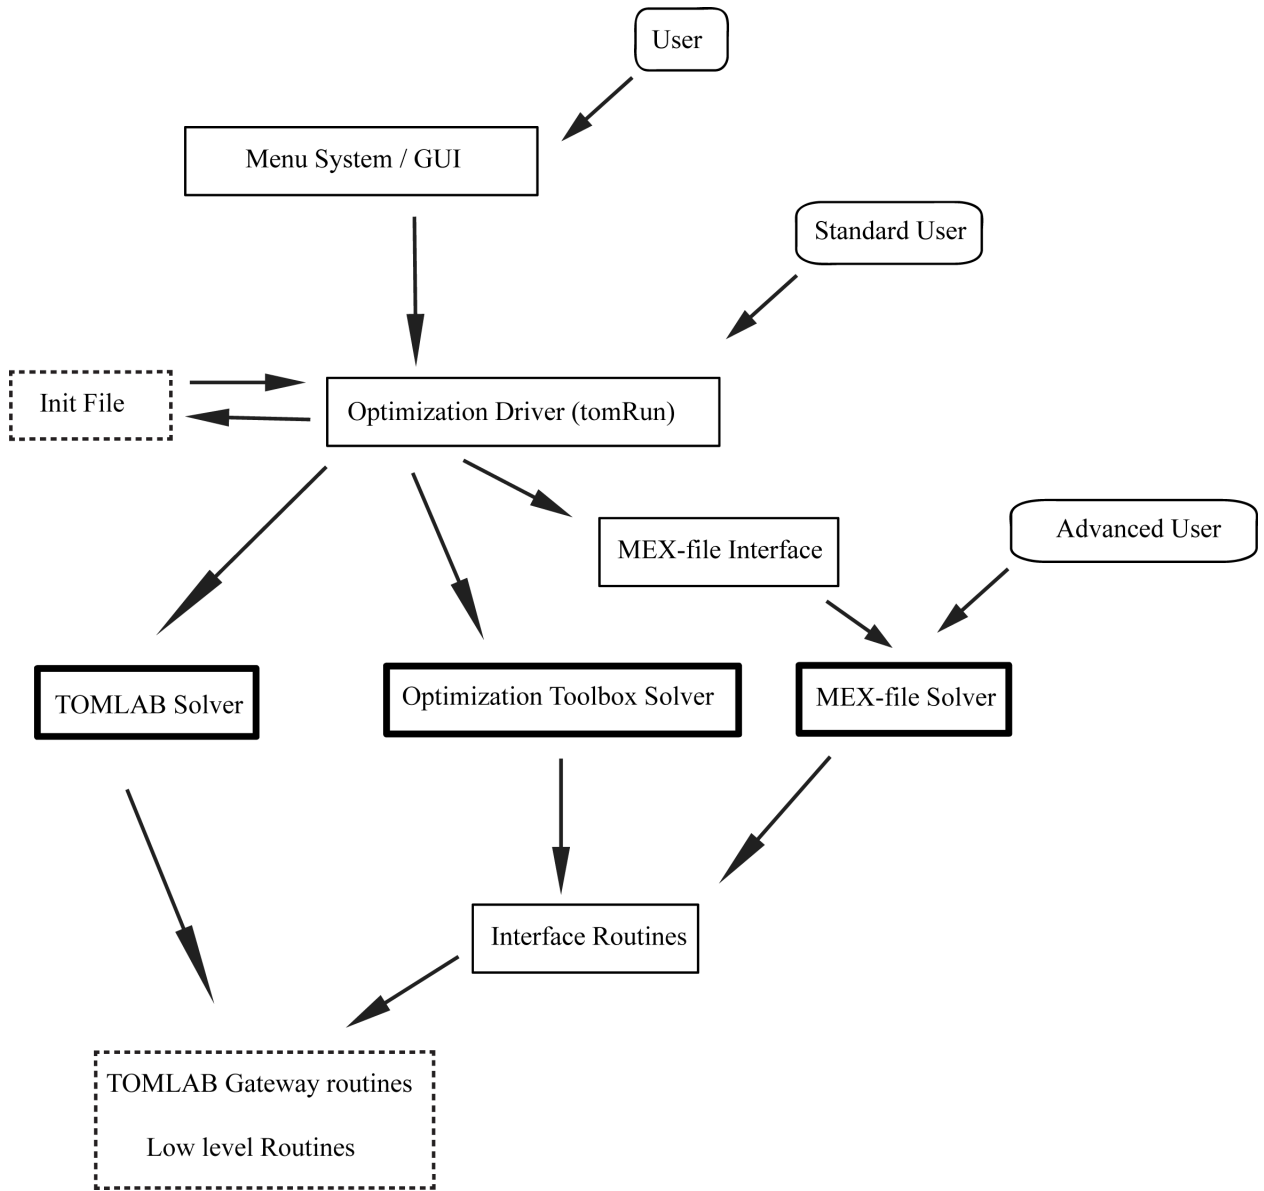 User
Menu System / GUI
Standard User
Init File
Optimization Driver (tomRun)
MEX-file Interface
Advanced User
TOMLAB Solver
Optimization Toolbox Solver
MEX-file Solver
Interface Routines
TOMLAB Gateway routines
Low level Routines